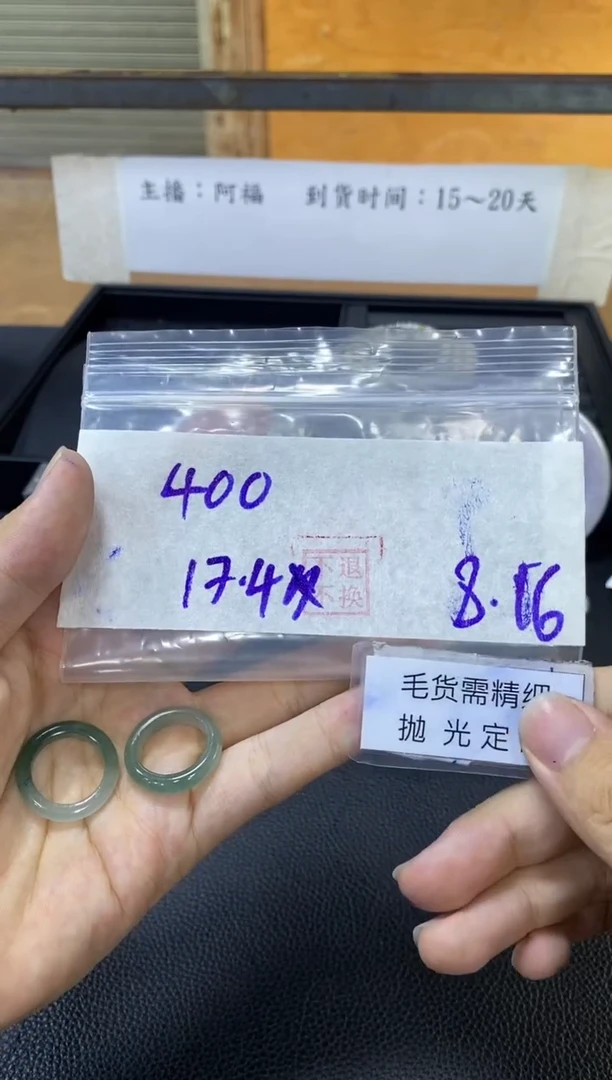 主播：阿福 到货时间：15～20天
400
17.4
不退
不换
8.16
毛货需精细
抛光定